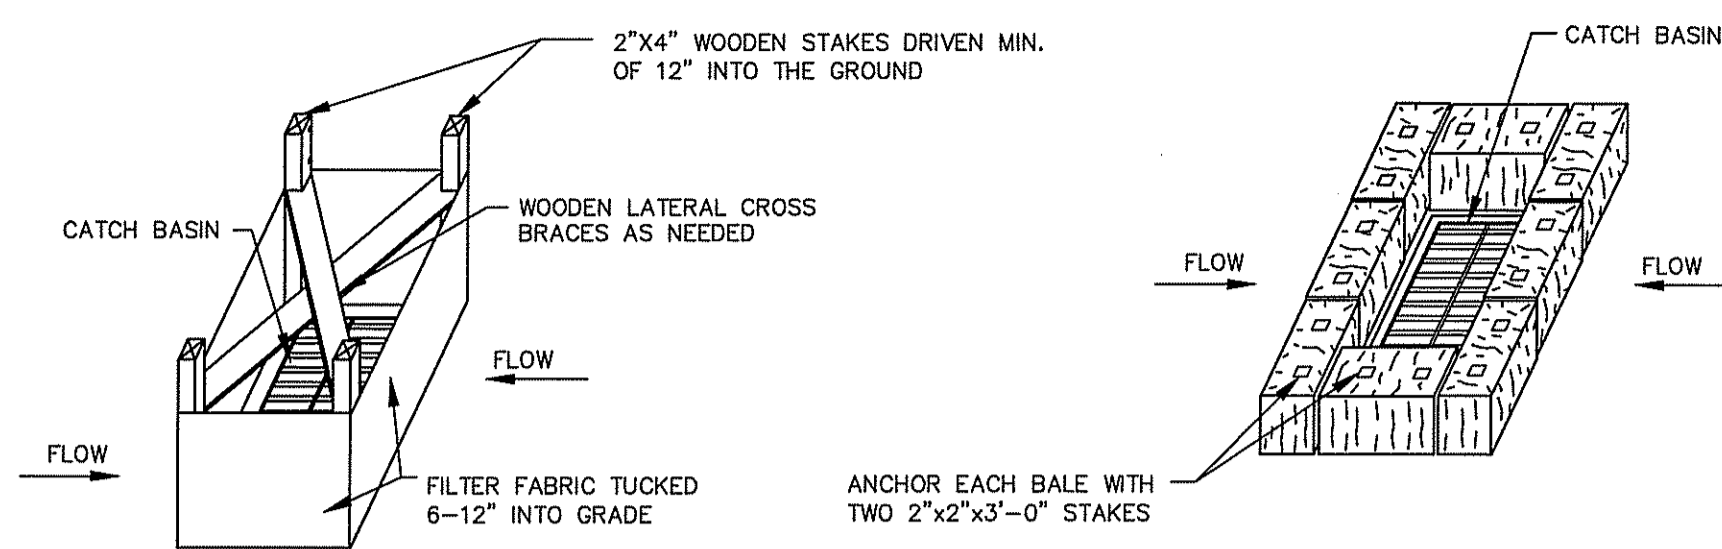 2"X4" WOODEN STAKES DRIVEN MIN.
OF 12" INTO THE GROUND
CATCH BASIN
WOODEN LATERAL CROSS
BRACES AS NEEDED
FLOW
FLOW
FILTER FABRIC TUCKED
6-12" INTO GRADE
CATCH BASIN
FLOW
FLOW
ANCHOR EACH BALE WITH
TWO 2"x2"x3'-0" STAKES